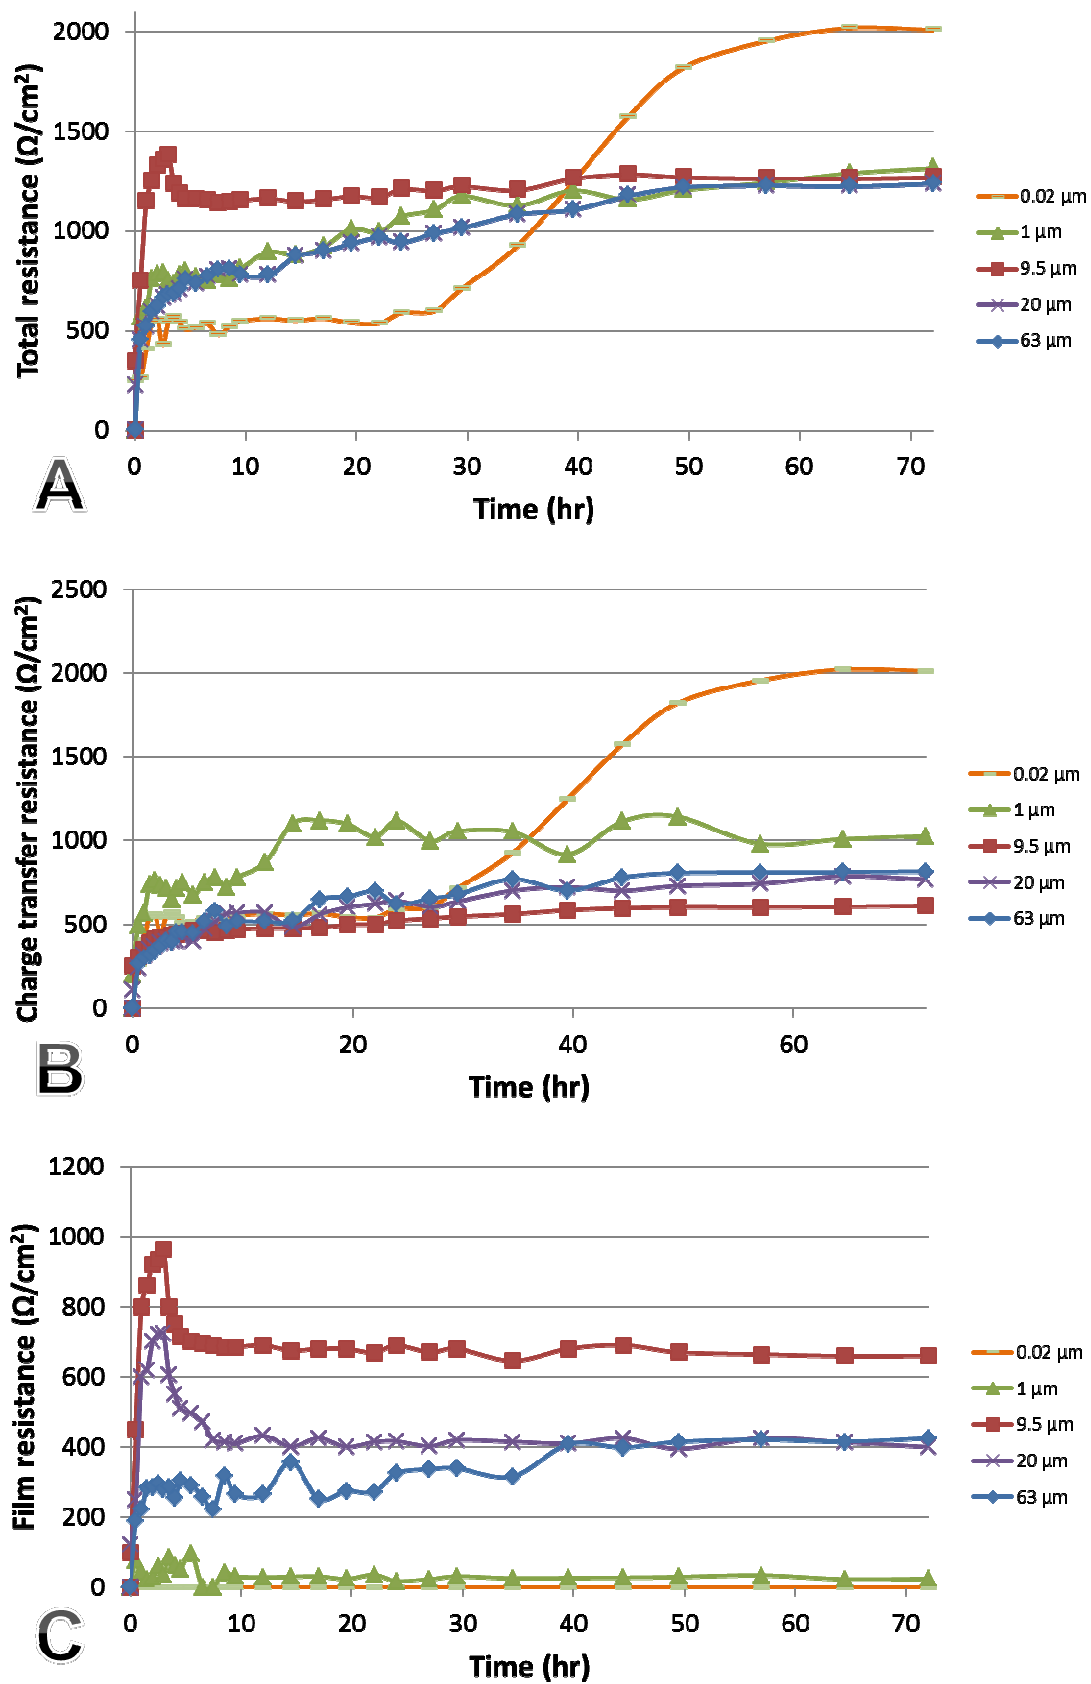 2000
1500
1000
500
0
Total resistance (Ω/cm²)
0 10 20 30 40 50 60 70
Time (hr)
0.02 µm
1 µm
9.5 µm
20 µm
63 µm
A
2500
2000
1500
1000
500
0
Charge transfer resistance (Ω/cm²)
0 20 40 60
Time (hr)
0.02 µm
1 µm
9.5 µm
20 µm
63 µm
B
1200
1000
800
600
400
200
0
Film resistance (Ω/cm²)
0 10 20 30 40 50 60 70
Time (hr)
0.02 µm
1 µm
9.5 µm
20 µm
63 µm
C